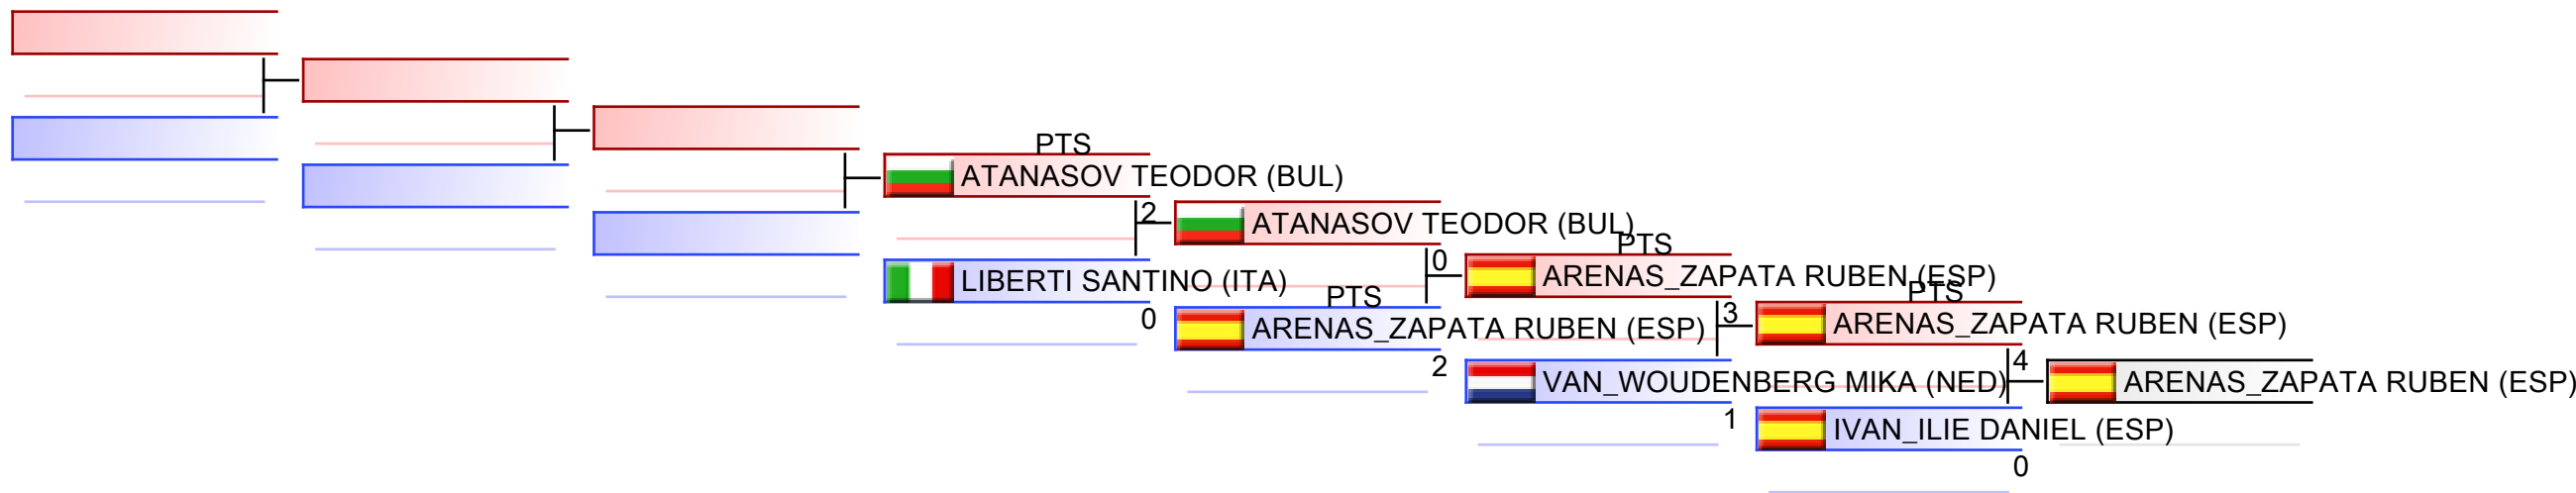 PTS
ATANASOV TEODOR (BUL)
2
ATANASOV TEODOR (BUL)
PTS
0
LIBERTI SANTINO (ITA)
ARENAS_ZAPATA RUBEN (ESP)
PTS
PTS
0
3
ARENAS_ZAPATA RUBEN (ESP)
ARENAS_ZAPATA RUBEN (ESP)
2
4
VAN_WOUDENBERG MIKA (NED)
ARENAS_ZAPATA RUBEN (ESP)
1
IVAN_ILIE DANIEL (ESP)
0